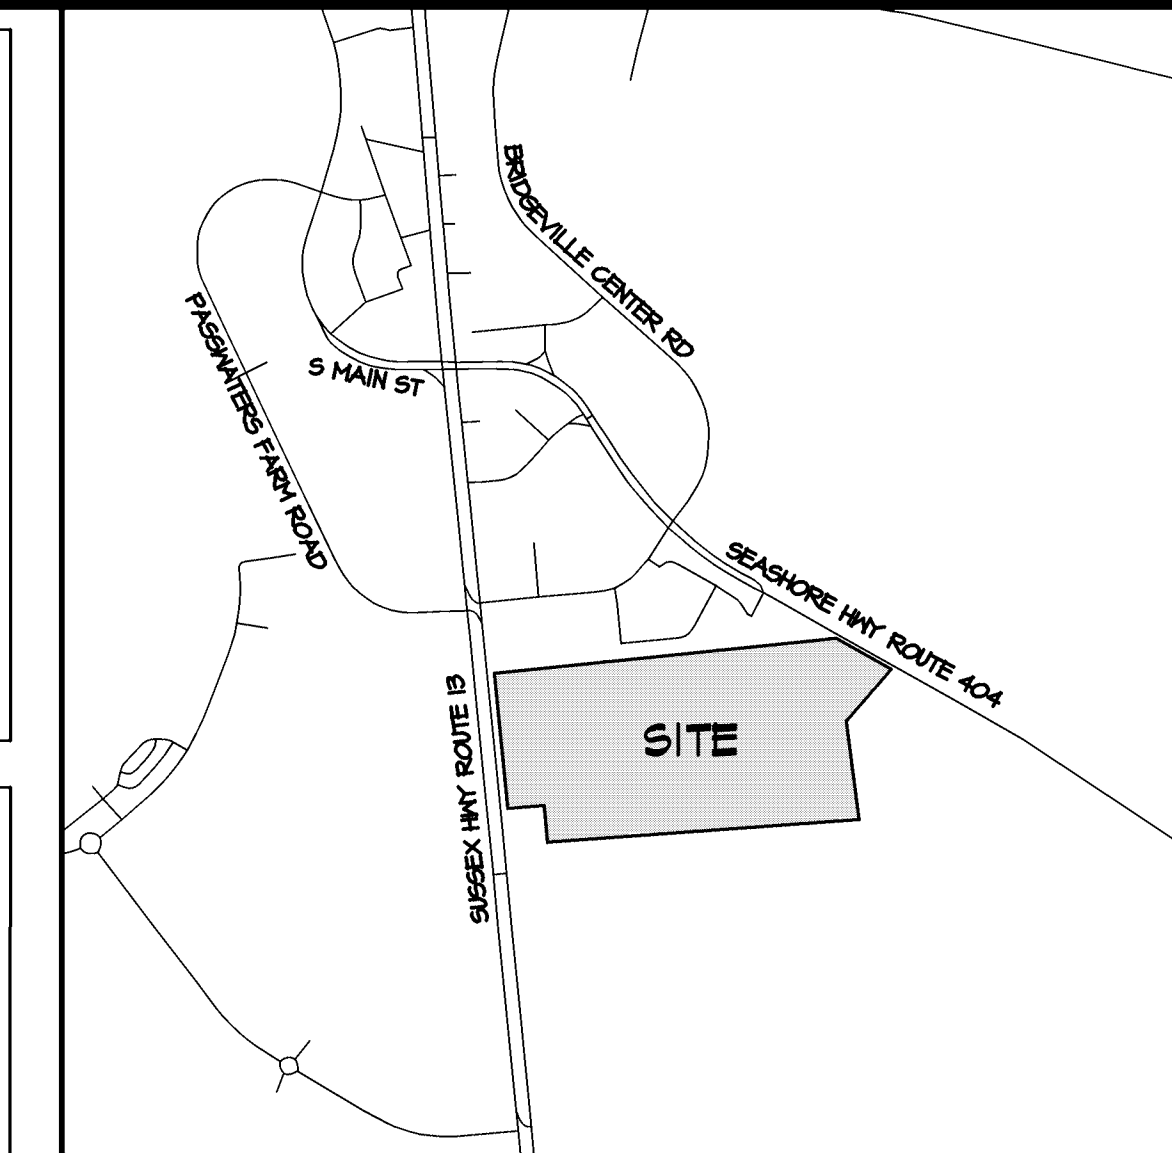 BRIDGEVILLE CENTER RD
PASSWATERS FARM ROAD
S MAIN ST
SEASHORE HWY ROUTE 404
SUSSEX HWY ROUTE 13
SITE